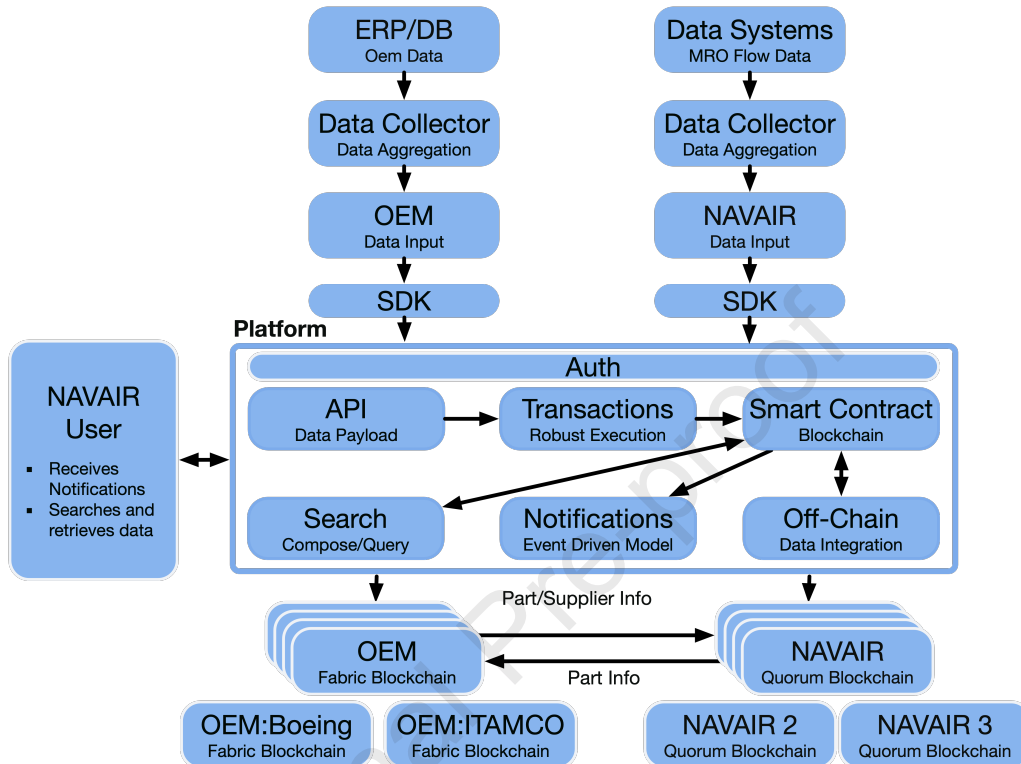 ERP/DB
Oem Data
Data Systems
MRO Flow Data
Data Collector
Data Aggregation
Data Collector
Data Aggregation
OEM
Data Input
NAVAIR
Data Input
SDK
SDK
Platform
NAVAIR
User
▪ Receives
Notifications
▪ Searches and
retrieves data
Auth
API
Data Payload
Transactions
Robust Execution
Smart Contract
Blockchain
Search
Compose/Query
Notifications
Event Driven Model
Off-Chain
Data Integration
Part/Supplier Info
OEM
Fabric Blockchain
Part Info
NAVAIR
Quorum Blockchain
OEM:Boeing
Fabric Blockchain
OEM:ITAMCO
Fabric Blockchain
NAVAIR 2
Quorum Blockchain
NAVAIR 3
Quorum Blockchain
nal Pre-proof